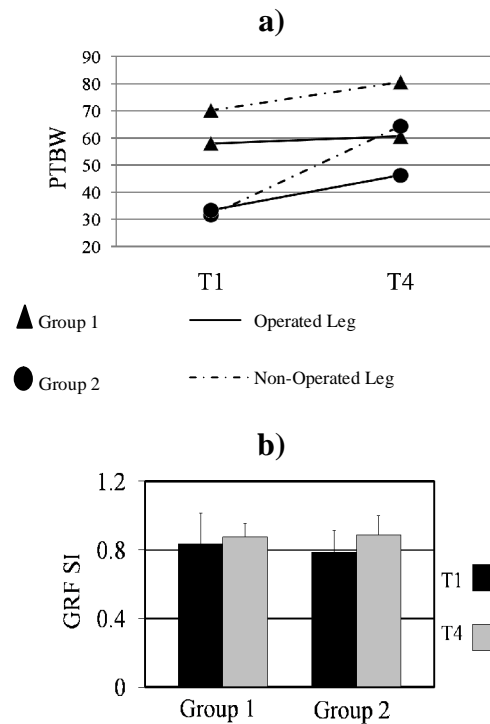 a)
90
80
70
60
50
40
30
20
PTBW
T1 T4
Group 1 Operated Leg
Group 2 Non-Operated Leg
b)
1.2
0.8
0.4
0
GRF SI
Group 1 Group 2
T1
T4